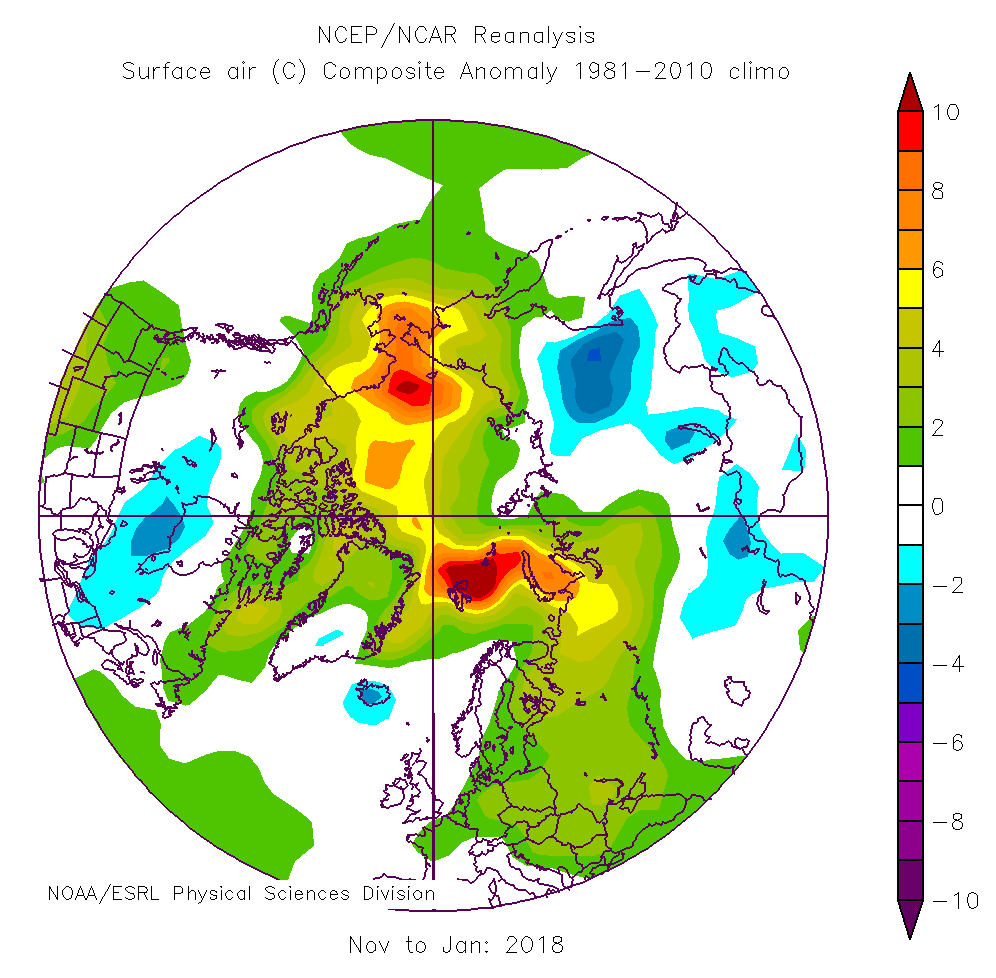 NCEP/NCAR Reanalysis
Surface air (C) Composite Anomaly 1981-2010 climo
10
8
6
4
2
0
-2
-4
-6
-8
-10
NOAA/ESRL Physical Sciences Division
Nov to Jan: 2018